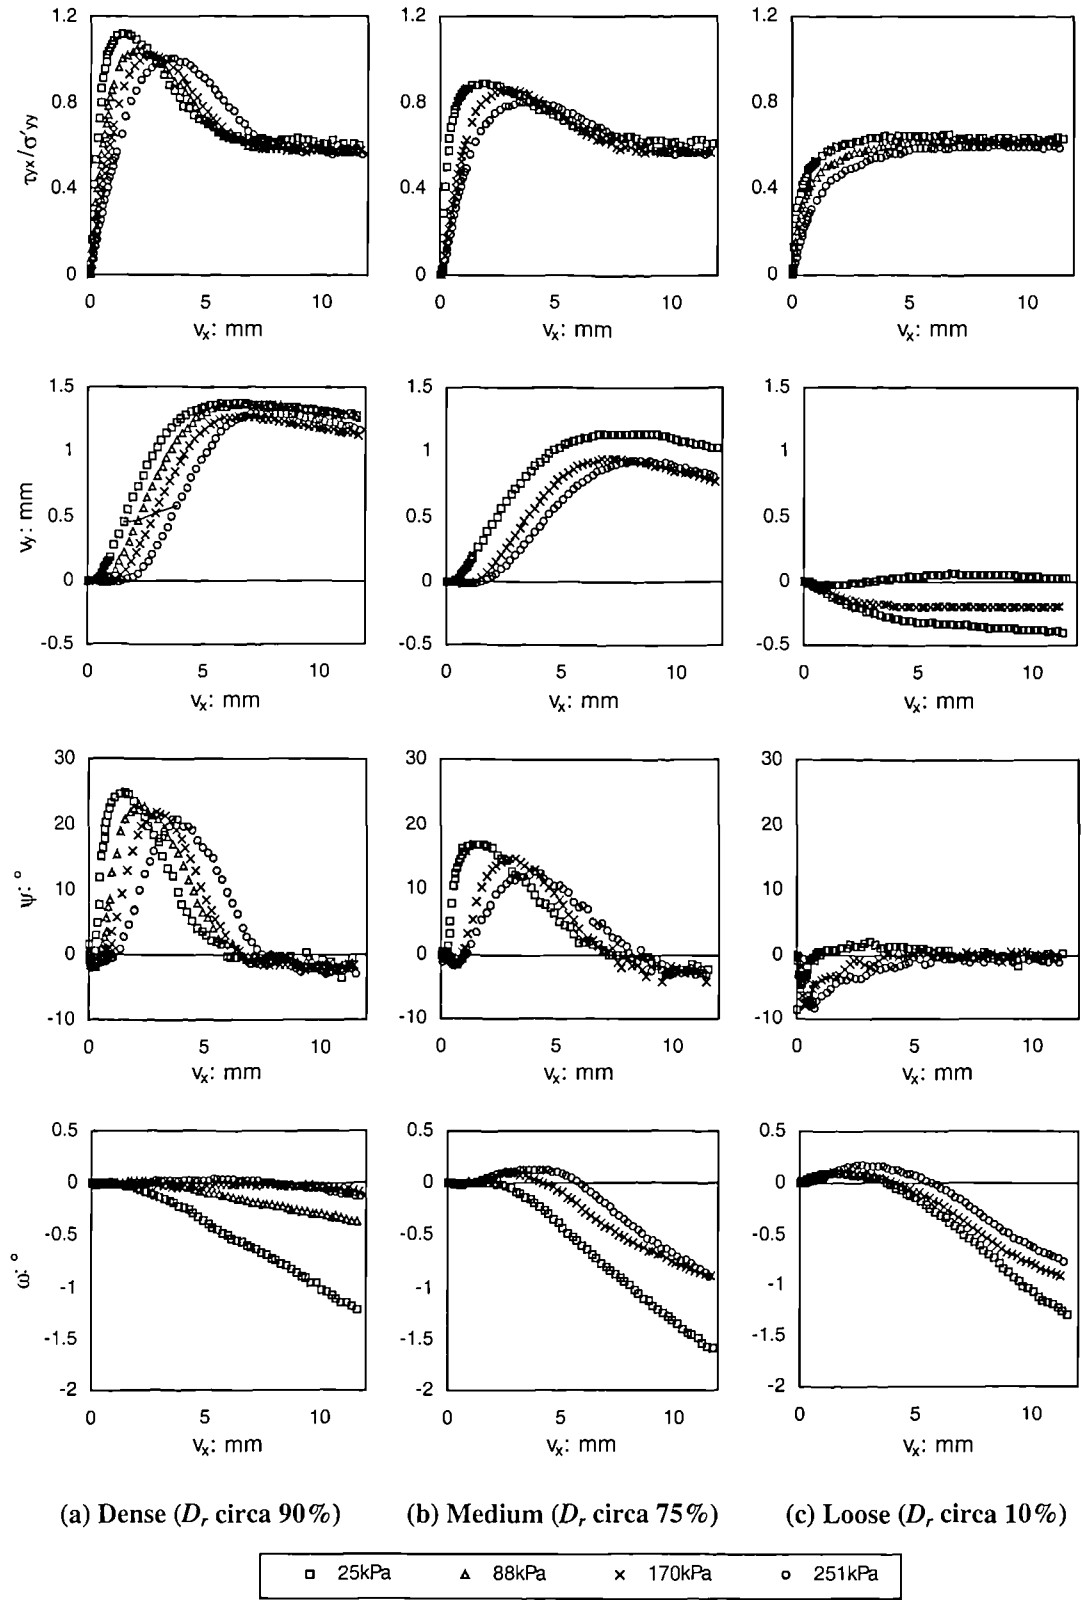 1.2
0.8
0.4
0
τyx/σ′yy
0 5 10
vx: mm
1.2
0.8
0.4
0
0 5 10
vx: mm
1.2
0.8
0.4
0
0 5 10
vx: mm
1.5
1
0.5
0
-0.5
vy: mm
0 5 10
vx: mm
1.5
1
0.5
0
-0.5
0 5 10
vx: mm
1.5
1
0.5
0
-0.5
0 5 10
vx: mm
30
20
10
0
-10
ψ: °
0 5 10
vx: mm
30
20
10
0
-10
0 5 10
vx: mm
30
20
10
0
-10
0 5 10
vx: mm
0.5
0
-0.5
-1
-1.5
-2
ω: °
0 5 10
vx: mm
0.5
0
-0.5
-1
-1.5
-2
0 5 10
vx: mm
0.5
0
-0.5
-1
-1.5
-2
0 5 10
vx: mm
(a) Dense (Dr circa 90%) (b) Medium (Dr circa 75%) (c) Loose (Dr circa 10%)
25kPa 88kPa 170kPa 251kPa